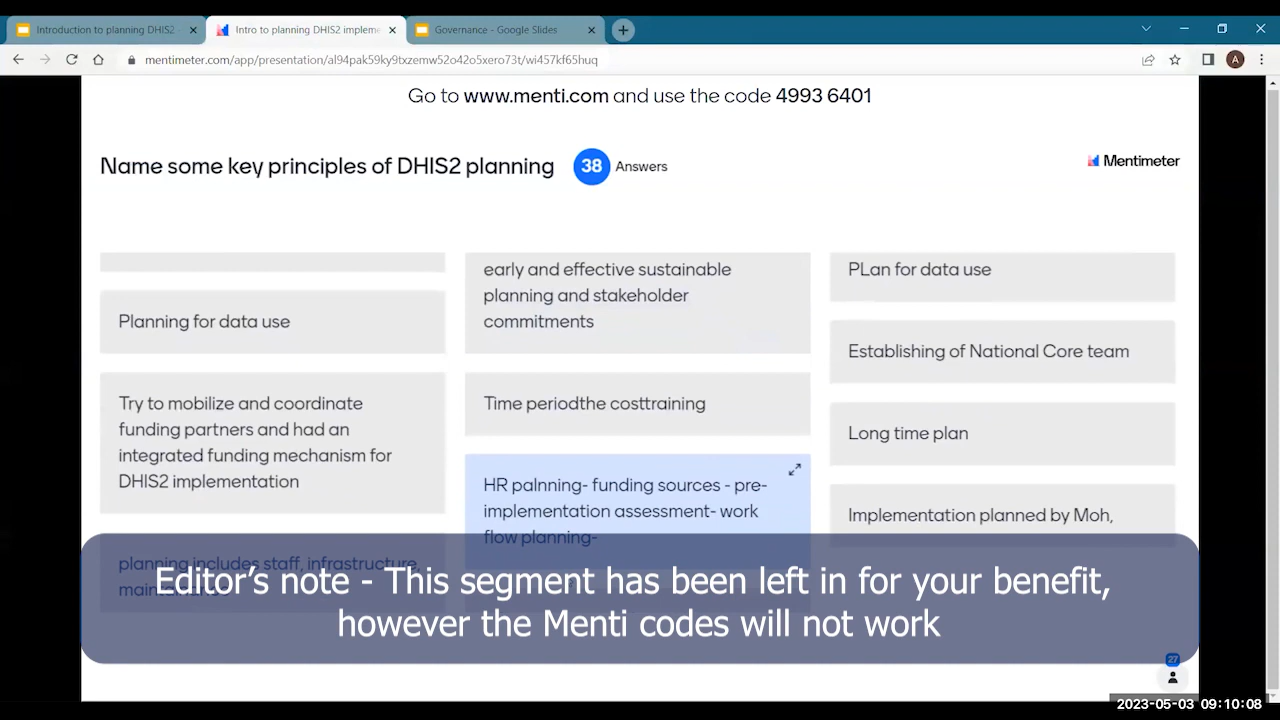 Introduction to planning DHIS2
Intro to planning DHIS2 impleme
Governance - Google Slides
mentimeter.com/app/presentation/al94pak59ky9txzemw52o42o5xero73t/wi457kf65huq
A
Go to www.menti.com and use the code 4993 6401
Name some key principles of DHIS2 planning
38 Answers
Mentimeter
Planning for data use
Try to mobilize and coordinate
funding partners and had an
integrated funding mechanism for
DHIS2 implementation
planning includes staff, infrastructure,
early and effective sustainable
planning and stakeholder
commitments
Time periodthe costtraining
HR palnning- funding sources - pre-
implementation assessment- work
flow planning-
PLan for data use
Establishing of National Core team
Long time plan
Implementation planned by Moh,
Editor's note - This segment has been left in for your benefit,
however the Menti codes will not work
27
2023-05-03 09:10:08